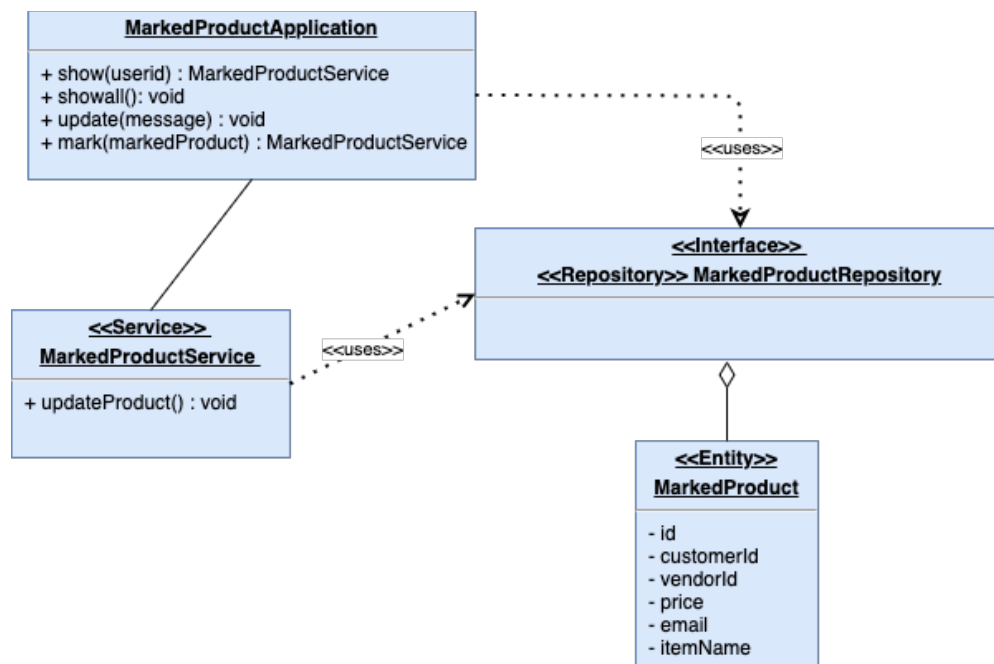 MarkedProductApplication
+ show(userid) : MarkedProductService
+ showall(): void
+ update(message) : void
+ mark(markedProduct) : MarkedProductService
<<uses>>
<<Interface>>
<<Repository>> MarkedProductRepository
<<Service>>
MarkedProductService
+ updateProduct() : void
<<uses>>
<<Entity>>
MarkedProduct
- id
- customerId
- vendorId
- price
- email
- itemName